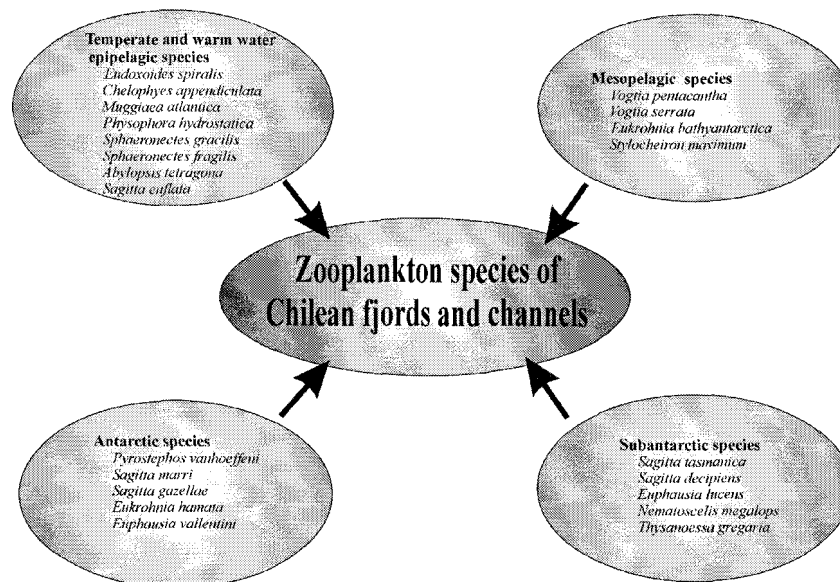 Temperate and warm water
epipelagic species
Eudoxoides spiralis
Chelophyes appendiculata
Muggiaea atlantica
Physophora hydrostatica
Sphaeronectes gracilis
Sphaeronectes fragilis
Abylopsis tetragona
Sagitta enflata
Mesopelagic species
Vogtia pentacantha
Vogtia serrata
Eukrohnia bathyantarctica
Stylocheiron maximum
Zooplankton species of
Chilean fjords and channels
Antarctic species
Pyrostephos vanhoeffeni
Sagitta marri
Sagitta gazellae
Eukrohnia hamata
Euphausia vallentini
Subantarctic species
Sagitta tasmanica
Sagitta decipiens
Euphausia lucens
Nematoscelis megalops
Thysanoessa gregaria